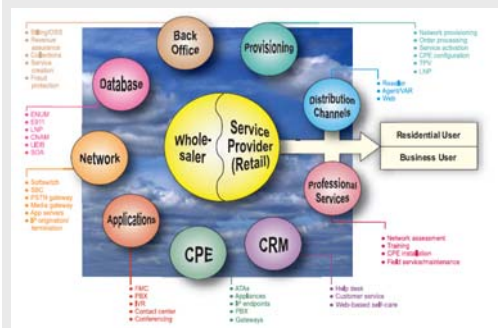 Billing/OSS
Revenue
assurance
Collections
Service
creation
Fraud
protection
Back
Office
Provisioning
Network provisioning
Order processing
Service activation
CPE configuration
TPV
LNP
Database
ENUM
E911
LNP
CNAM
LIDB
SOA
Distribution
Channels
Reseller
Agent/VAR
Web
Whole-
saler
Service
Provider
(Retail)
Residential User
Business User
Network
Softswitch
SBC
PSTN gateway
Media gateway
App servers
IP origination/
termination
Professional
Services
Network assessment
Training
CPE installation
Field service/maintenance
Applications
FMC
PBX
IVR
Contact center
Conferencing
CPE
ATAs
Appliances
IP endpoints
PBX
Gateways
CRM
Help desk
Customer service
Web-based self-care